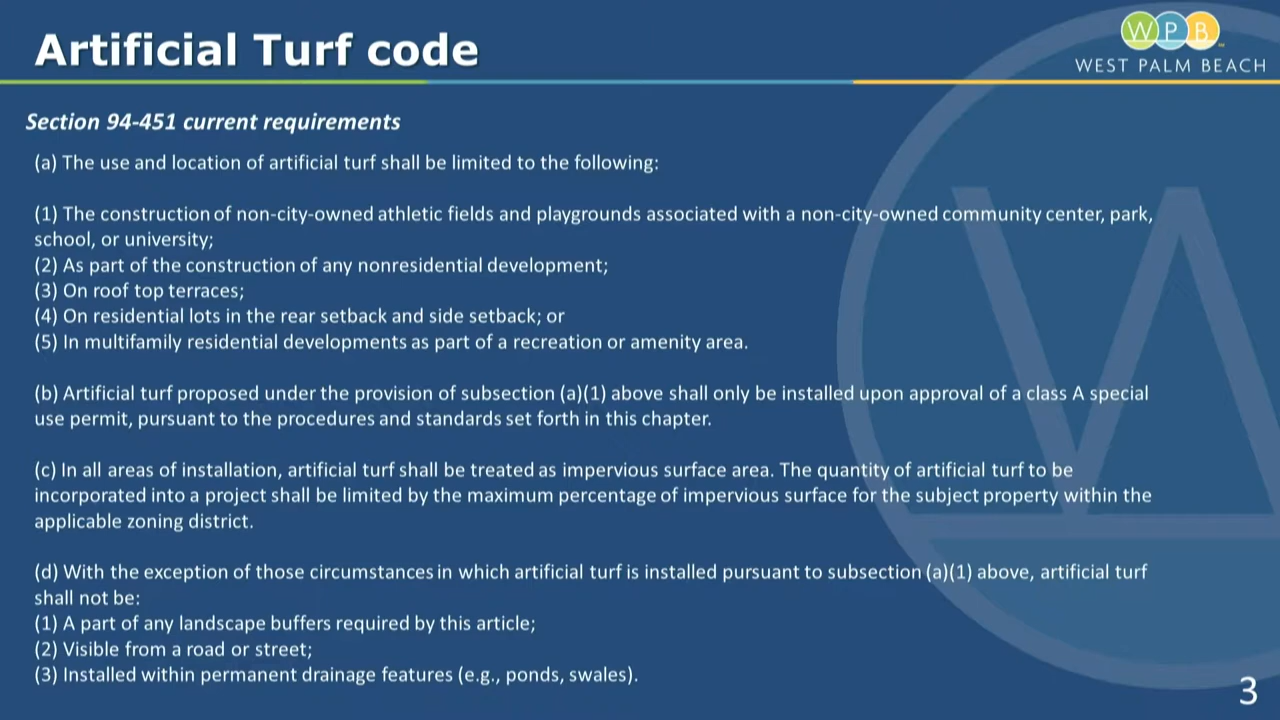 Artificial Turf code
WPB
WEST PALM BEACH
Section 94-451 current requirements
(a) The use and location of artificial turf shall be limited to the following:
(1) The construction of non-city-owned athletic fields and playgrounds associated with a non-city-owned community center, park,
school, or university;
(2) As part of the construction of any nonresidential development;
(3) On roof top terraces;
(4) On residential lots in the rear setback and side setback; or
(5) In multifamily residential developments as part of a recreation or amenity area.
(b) Artificial turf proposed under the provision of subsection (a)(1) above shall only be installed upon approval of a class A special
use permit, pursuant to the procedures and standards set forth in this chapter.
(c) In all areas of installation, artificial turf shall be treated as impervious surface area. The quantity of artificial turf to be
incorporated into a project shall be limited by the maximum percentage of impervious surface for the subject property within the
applicable zoning district.
(d) With the exception of those circumstances in which artificial turf is installed pursuant to subsection (a)(1) above, artificial turf
shall not be:
(1) A part of any landscape buffers required by this article;
(2) Visible from a road or street;
(3) Installed within permanent drainage features (e.g., ponds, swales).
3